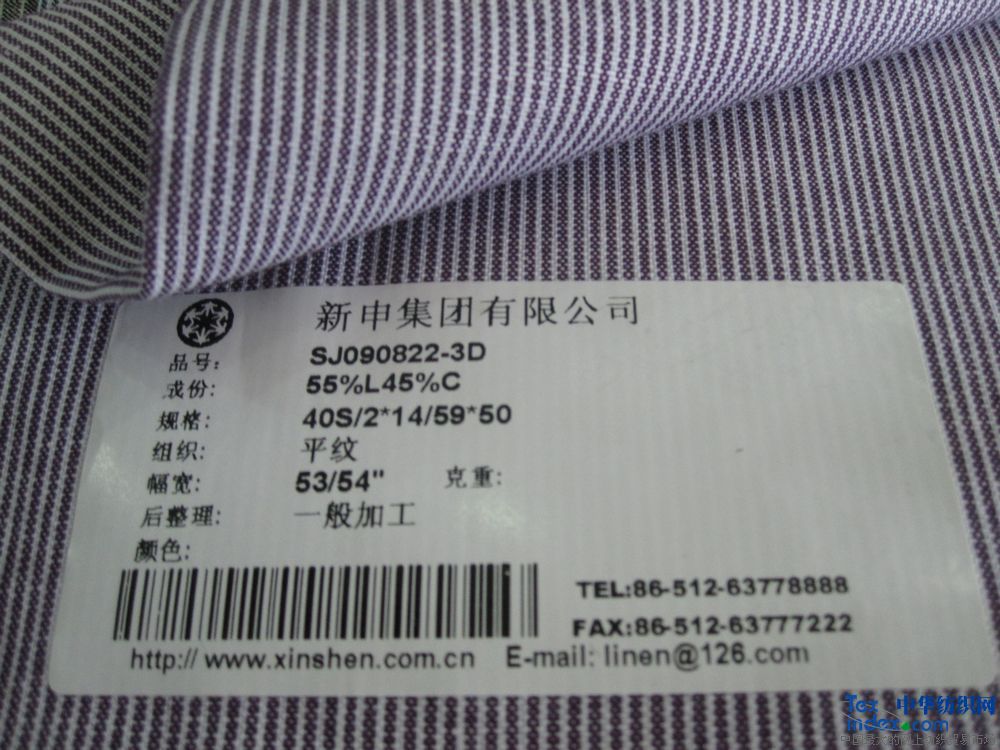 新申集团有限公司
品号: SJ090822-3D
成份: 55%L45%C
规格: 40S/2*14/59*50
组织: 平纹
幅宽: 53/54" 克重:
后整理: 一般加工
颜色:
TEL:86-512-63778888
FAX:86-512-63777222
http://www.xinshen.com.cn E-mail: linen@126.com
Tex 中华纺织网
index.com